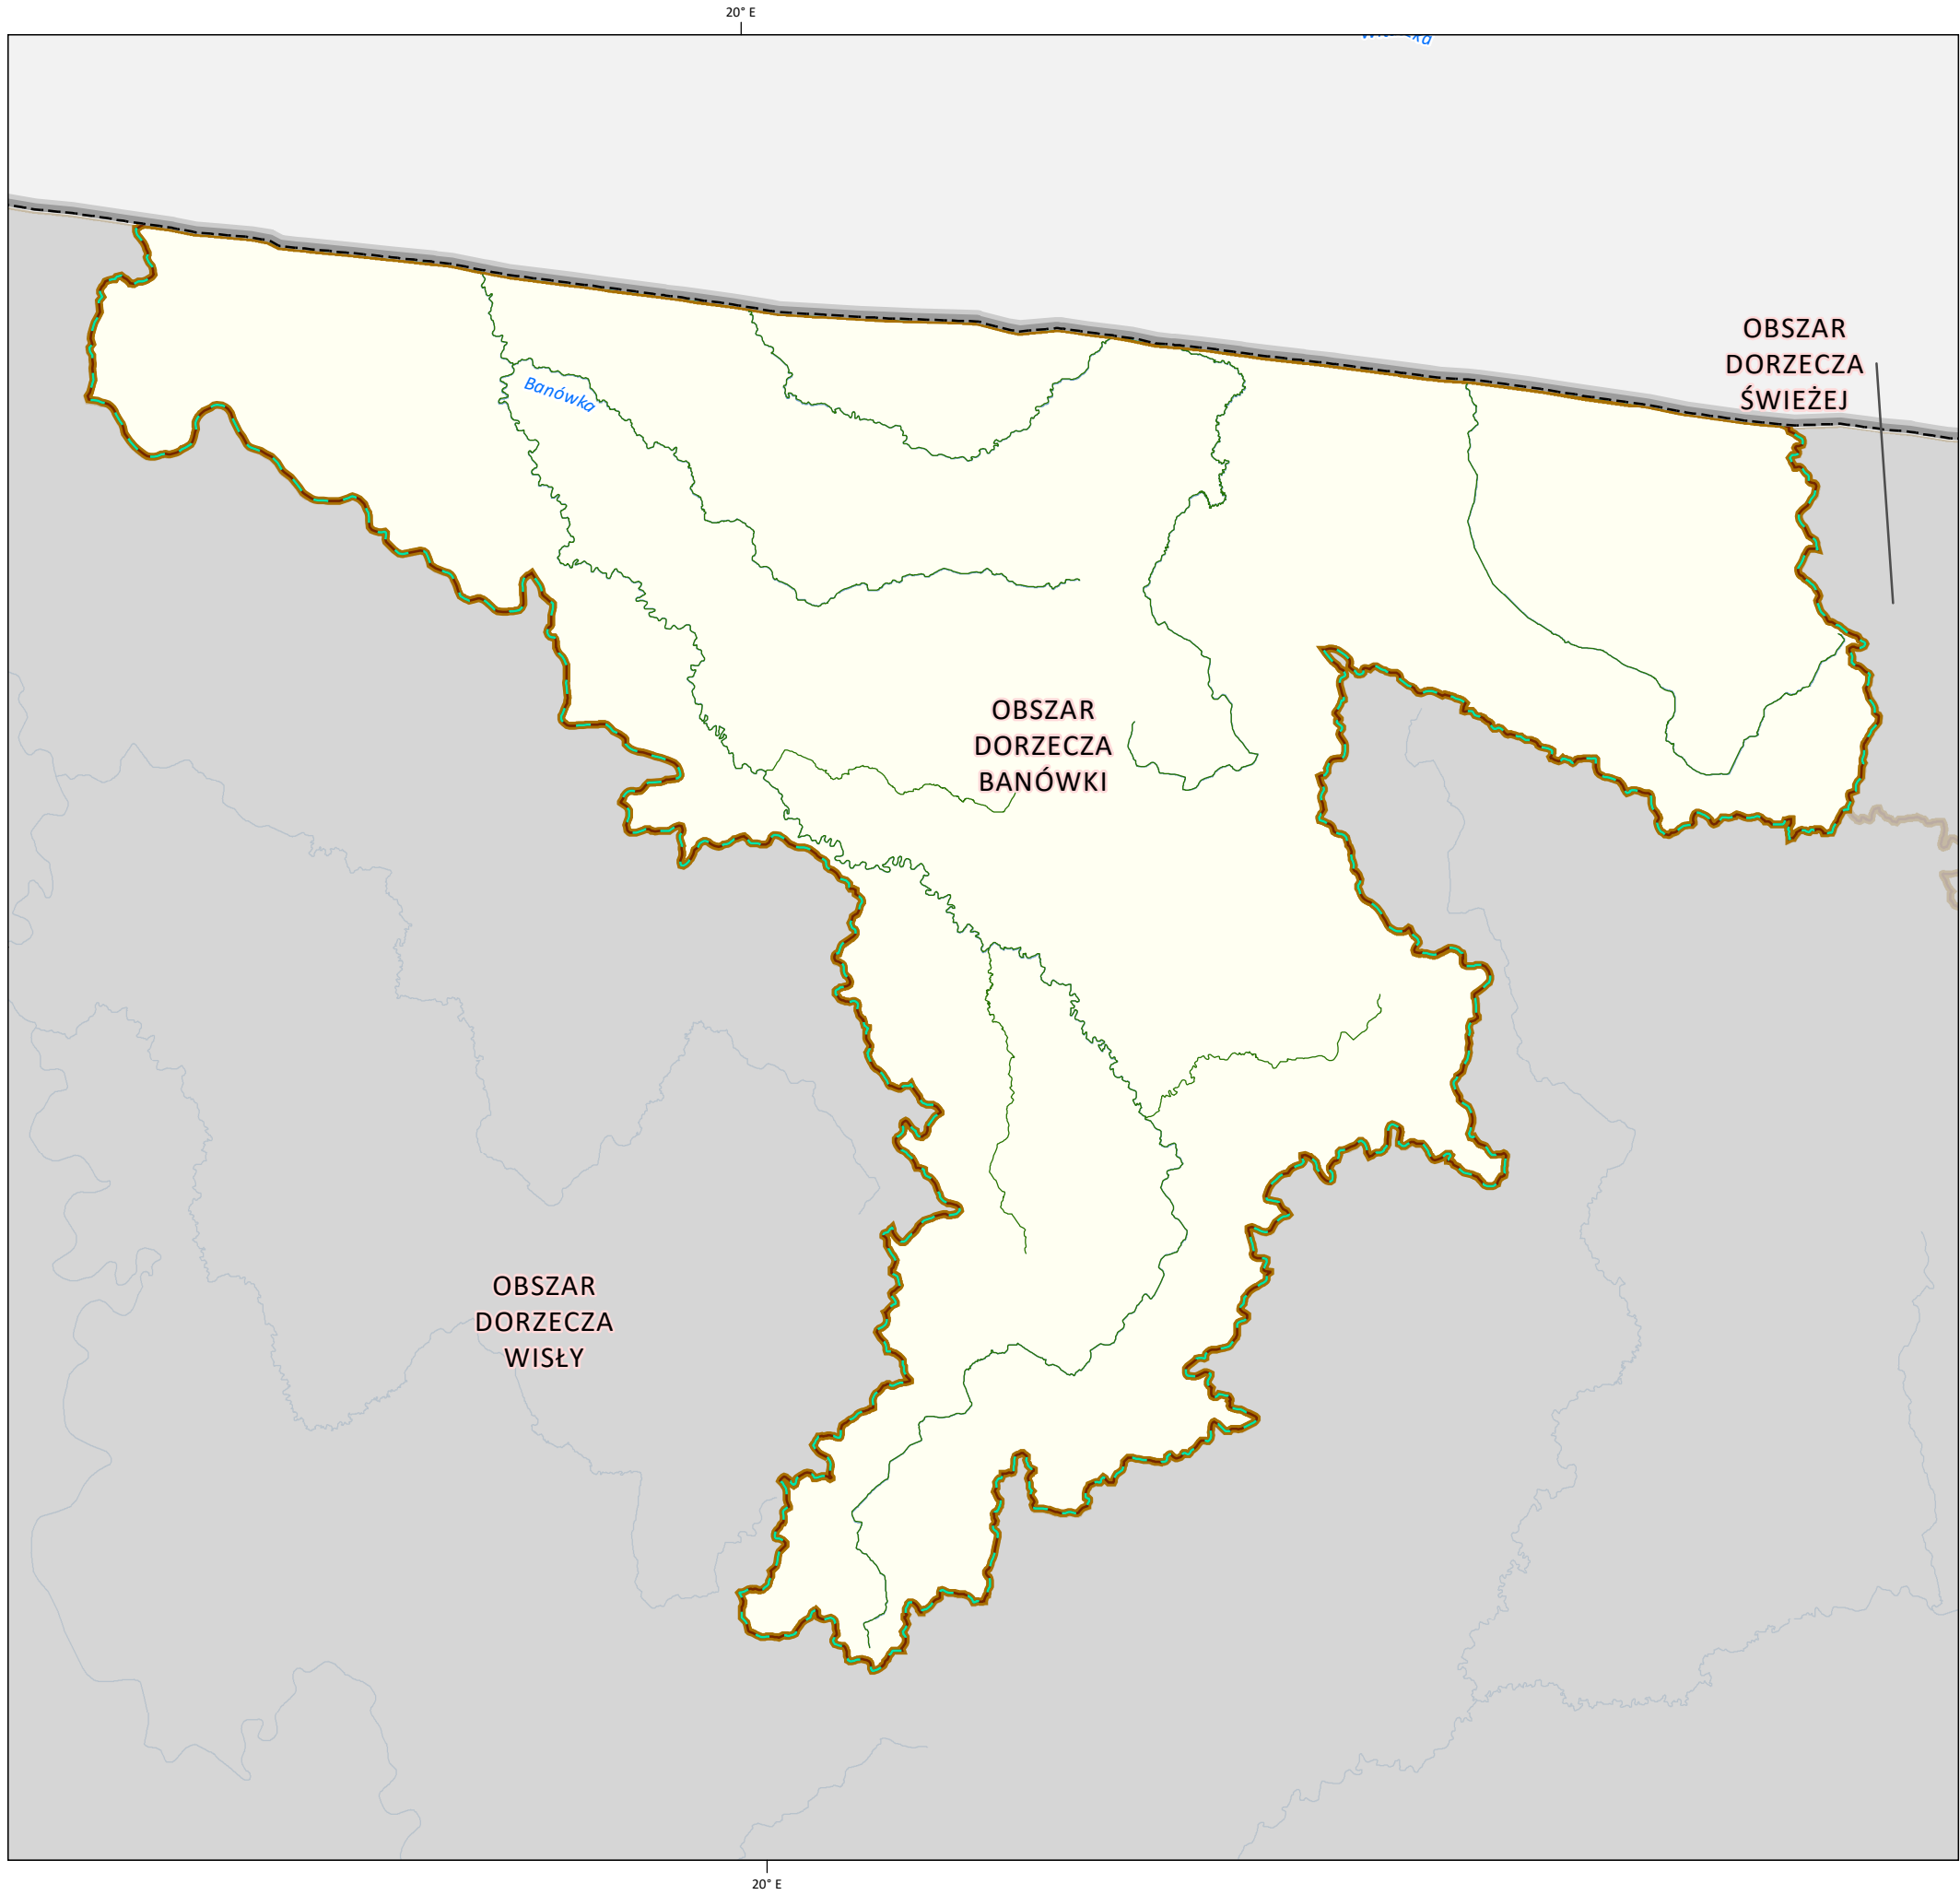 20° E
OBSZAR
DORZECZA
ŚWIEŻEJ
Banówka
OBSZAR
DORZECZA
BANÓWKI
OBSZAR
DORZECZA
WISŁY
20° E